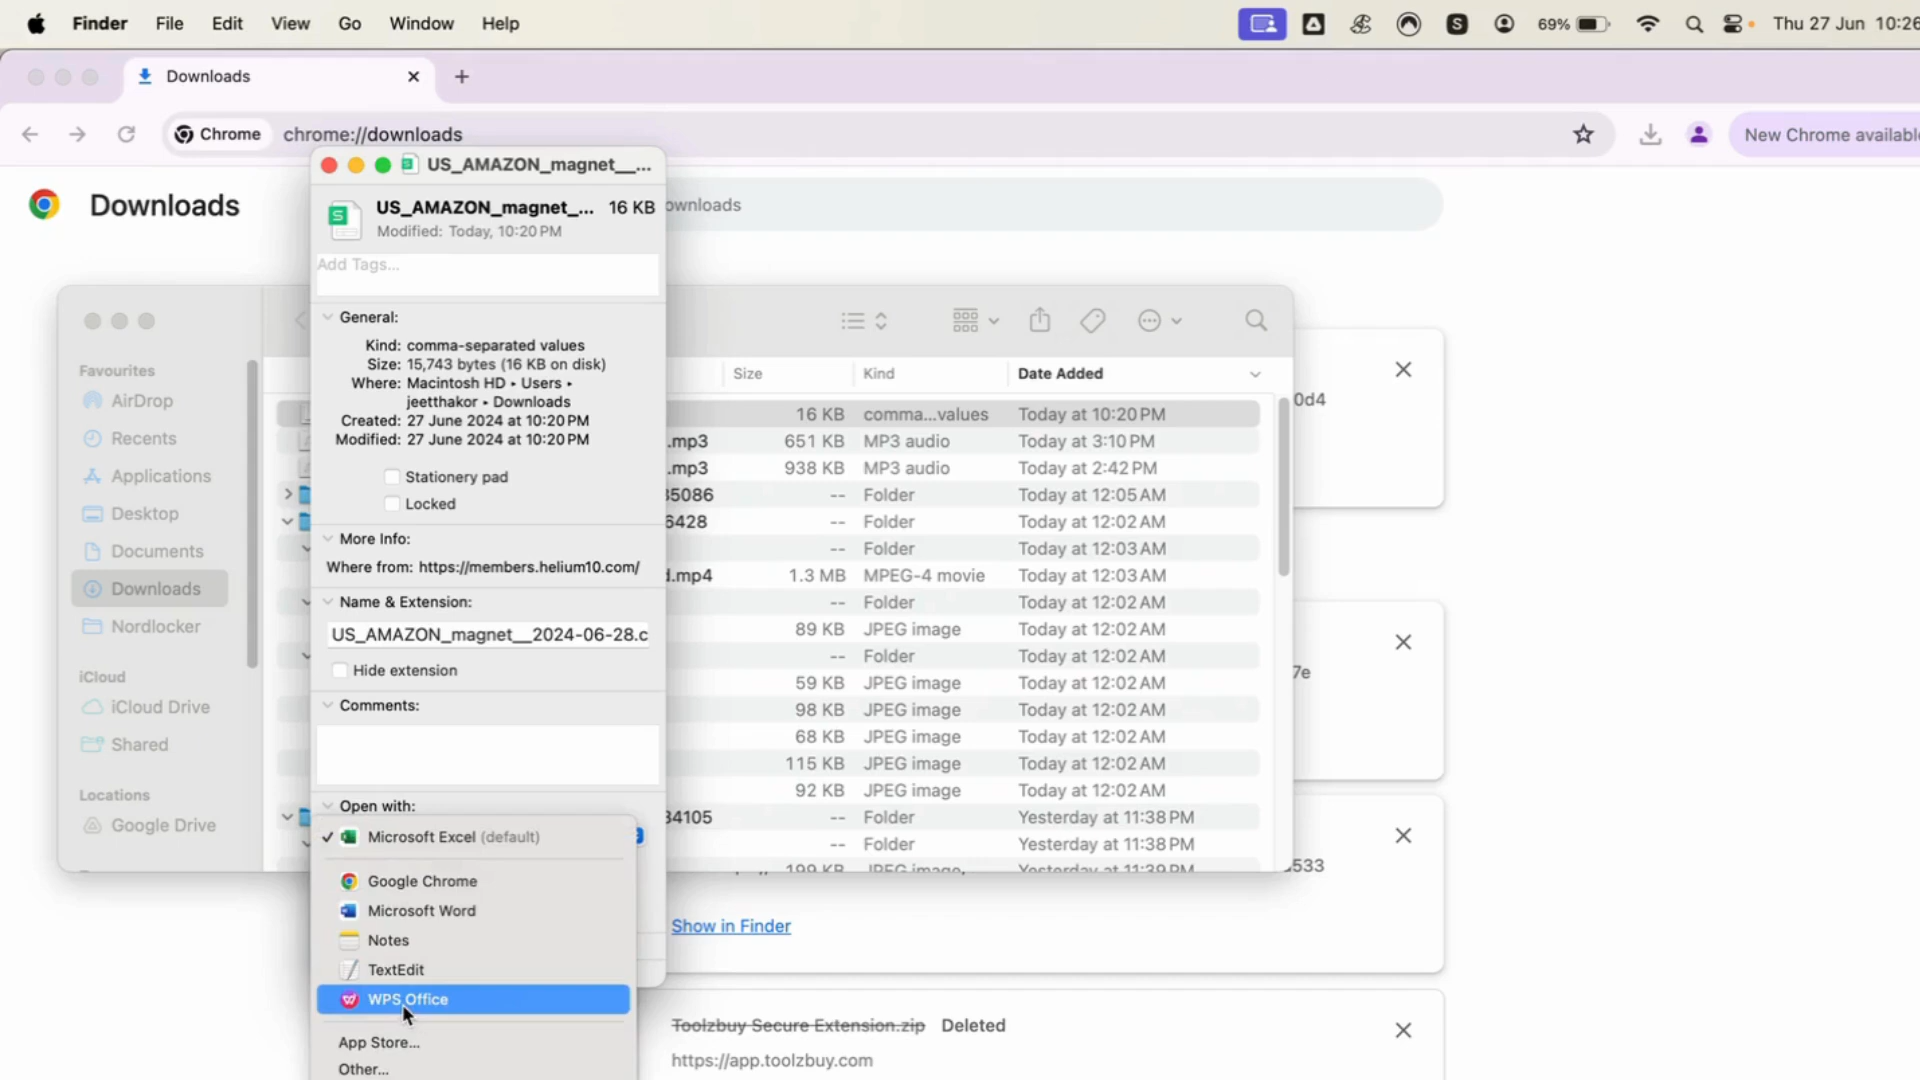 Finder File Edit View Go Window Help 69% Thu 27 Jun 10:26
Downloads
Chrome chrome://downloads New Chrome available
US_AMAZON_magnet__...
Downloads
ownloads
US_AMAZON_magnet_... 16 KB
Modified: Today, 10:20 PM
Add Tags...
General:
Kind: comma-separated values
Size: 15,743 bytes (16 KB on disk)
Where: Macintosh HD • Users •
jeetthakor • Downloads
Created: 27 June 2024 at 10:20 PM
Modified: 27 June 2024 at 10:20 PM
Stationery pad
Locked
More Info:
Where from: https://members.helium10.com/
Name & Extension:
US_AMAZON_magnet__2024-06-28.c
Hide extension
Comments:
Open with:
Microsoft Excel (default)
Google Chrome
Microsoft Word
Notes
TextEdit
WPS Office
App Store...
Other...
Favourites
AirDrop
Recents
Applications
Desktop
Documents
Downloads
Nordlocker
iCloud
iCloud Drive
Shared
Locations
Google Drive
Size Kind Date Added
16 KB comma...values Today at 10:20 PM
.mp3 651 KB MP3 audio Today at 3:10 PM
.mp3 938 KB MP3 audio Today at 2:42 PM
35086 -- Folder Today at 12:05 AM
6428 -- Folder Today at 12:02 AM
-- Folder Today at 12:03 AM
d.mp4 1.3 MB MPEG-4 movie Today at 12:03 AM
-- Folder Today at 12:02 AM
89 KB JPEG image Today at 12:02 AM
-- Folder Today at 12:02 AM
59 KB JPEG image Today at 12:02 AM
98 KB JPEG image Today at 12:02 AM
68 KB JPEG image Today at 12:02 AM
115 KB JPEG image Today at 12:02 AM
92 KB JPEG image Today at 12:02 AM
34105 -- Folder Yesterday at 11:38 PM
-- Folder Yesterday at 11:38 PM
199 KB JPEG image Yesterday at 11:39 PM
0d4
7e
533
Show in Finder
Toolzbuy Secure Extension.zip Deleted
https://app.toolzbuy.com